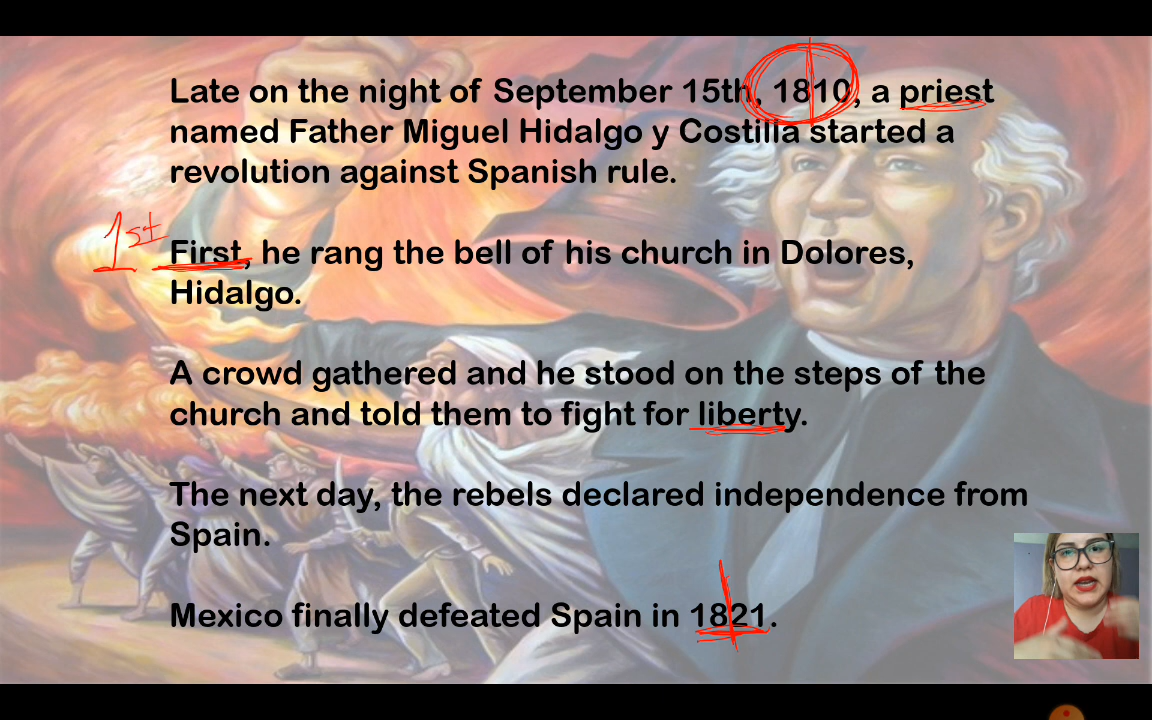 Late on the night of September 15th, 1810, a priest
named Father Miguel Hidalgo y Costilla started a
revolution against Spanish rule.
1st
First, he rang the bell of his church in Dolores,
Hidalgo.
A crowd gathered and he stood on the steps of the
church and told them to fight for liberty.
The next day, the rebels declared independence from
Spain.
Mexico finally defeated Spain in 1821.